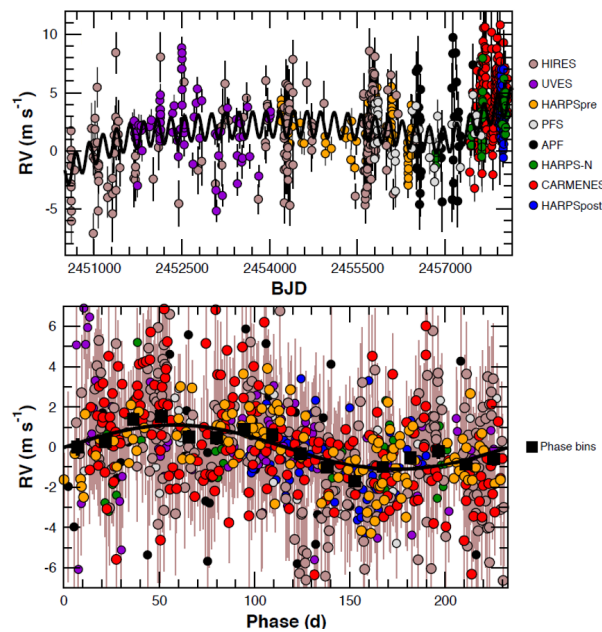 10
5
0
-5
RV (m s⁻¹)
2451000 2452500 2454000 2455500 2457000
BJD
HIRES
UVES
HARPSpre
PFS
APF
HARPS-N
CARMENES
HARPSpost
6
4
2
0
-2
-4
-6
RV (m s⁻¹)
0 50 100 150 200
Phase (d)
Phase bins